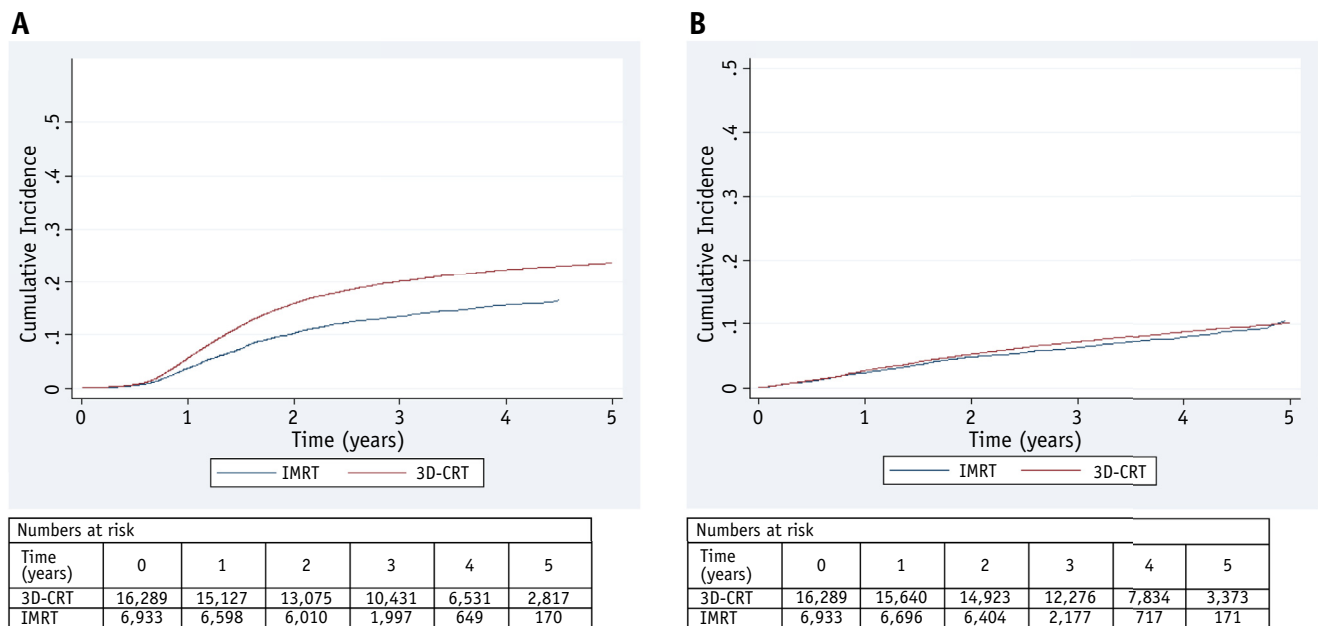 A
Cumulative Incidence
.5
.4
.3
.2
.1
0
0 1 2 3 4 5
Time (years)
IMRT 3D-CRT
Numbers at risk
Time (years) 0 1 2 3 4 5
3D-CRT 16,289 15,127 13,075 10,431 6,531 2,817
IMRT 6,933 6,598 6,010 1,997 649 170
B
Cumulative Incidence
.5
.4
.3
.2
.1
0
0 1 2 3 4 5
Time (years)
IMRT 3D-CRT
Numbers at risk
Time (years) 0 1 2 3 4 5
3D-CRT 16,289 15,640 14,923 12,276 7,834 3,373
IMRT 6,933 6,696 6,404 2,177 717 171